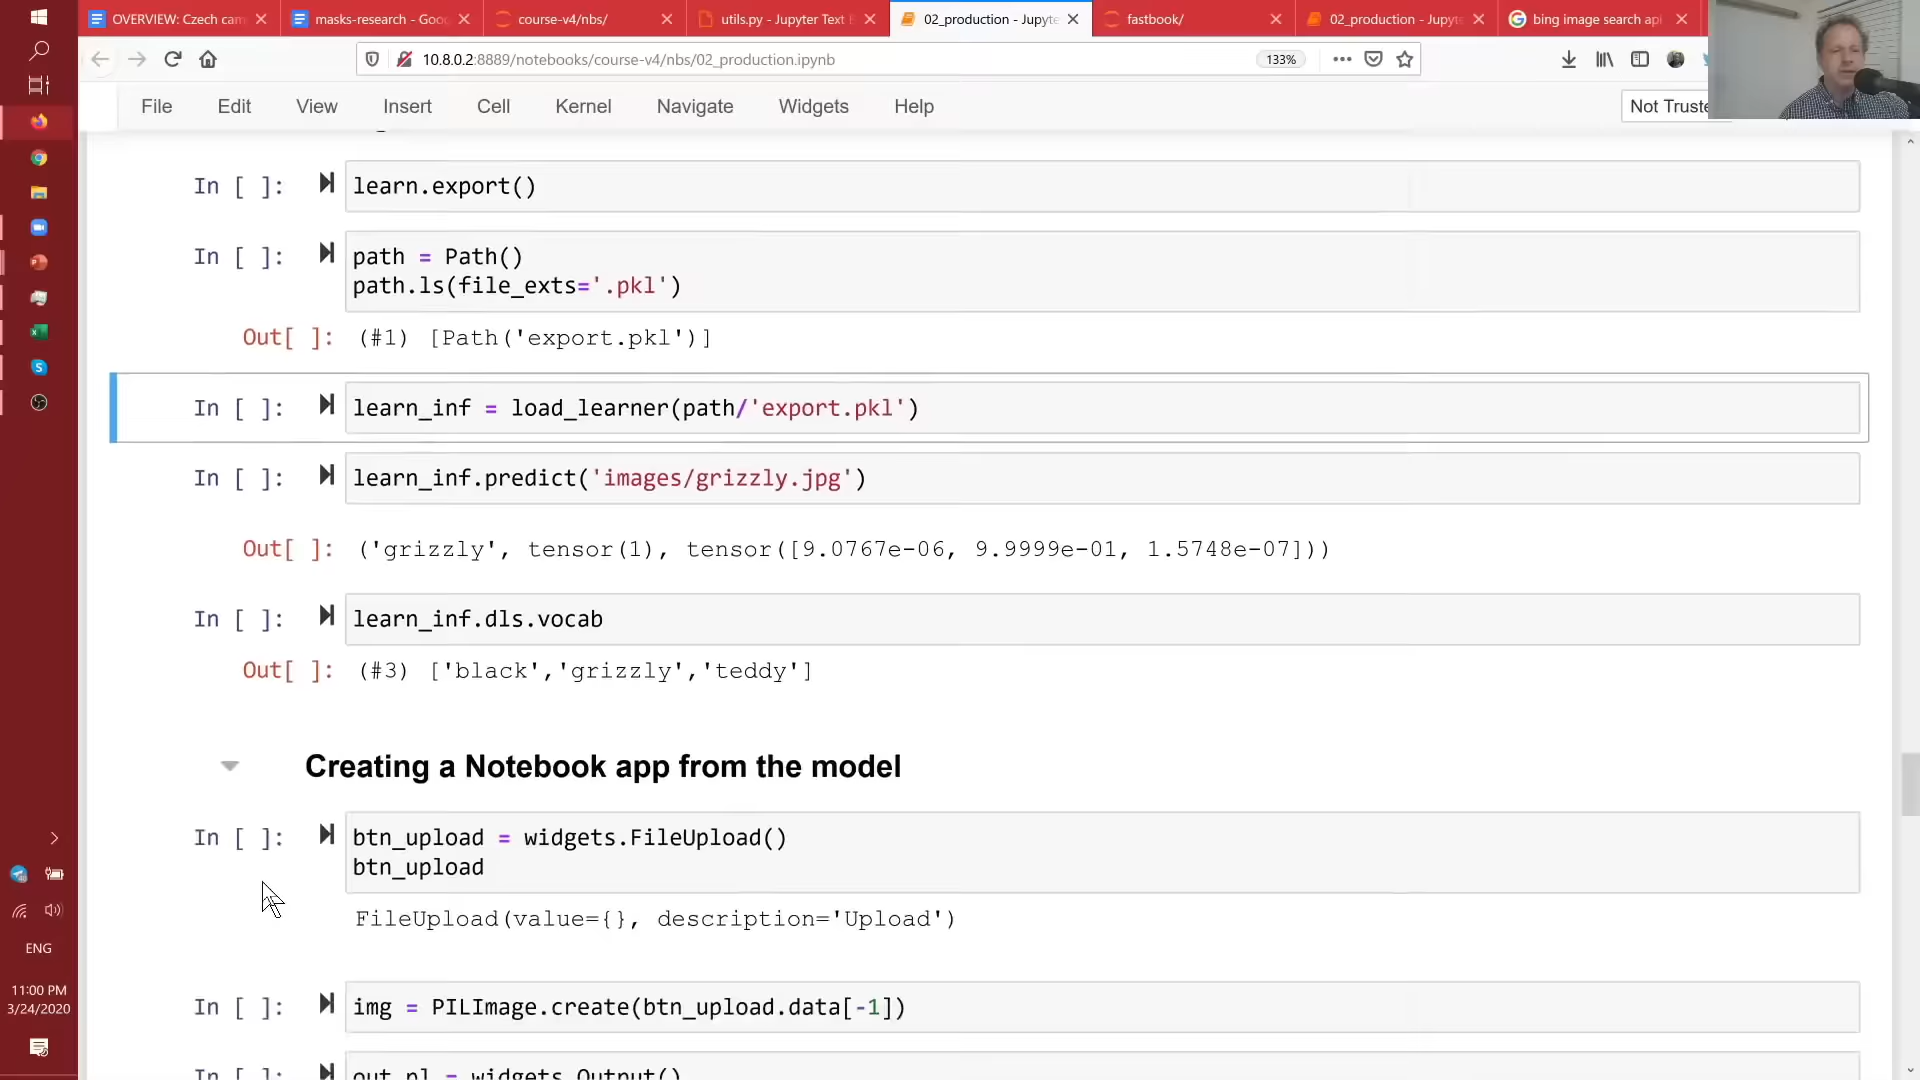 OVERVIEW: Czech cam
masks-research - Goo
course-v4/nbs/
utils.py - Jupyter Text E
02_production - Jupyte
fastbook/
02_production - Jupyt
bing image search api
10.8.0.2:8889/notebooks/course-v4/nbs/02_production.ipynb
133%
File Edit View Insert Cell Kernel Navigate Widgets Help
Not Truste
In [ ]: learn.export()
In [ ]: path = Path()
path.ls(file_exts='.pkl')
Out[ ]: (#1) [Path('export.pkl')]
In [ ]: learn_inf = load_learner(path/'export.pkl')
In [ ]: learn_inf.predict('images/grizzly.jpg')
Out[ ]: ('grizzly', tensor(1), tensor([9.0767e-06, 9.9999e-01, 1.5748e-07]))
In [ ]: learn_inf.dls.vocab
Out[ ]: (#3) ['black','grizzly','teddy']
Creating a Notebook app from the model
In [ ]: btn_upload = widgets.FileUpload()
btn_upload
FileUpload(value={}, description='Upload')
In [ ]: img = PILImage.create(btn_upload.data[-1])
In [ ]: out_pl = widgets.Output()
ENG
11:00 PM
3/24/2020